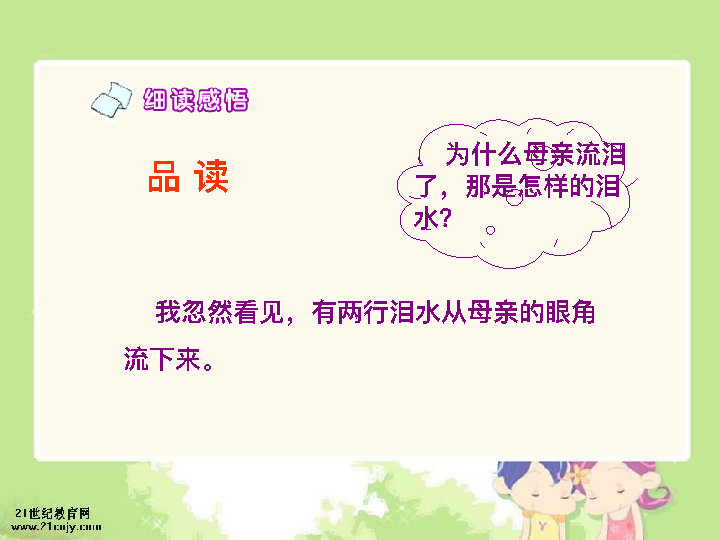 细读感悟
品 读
为什么母亲流泪
了，那是怎样的泪
水？
我忽然看见，有两行泪水从母亲的眼角
流下来。
21世纪教育网
www.21cnjy.com